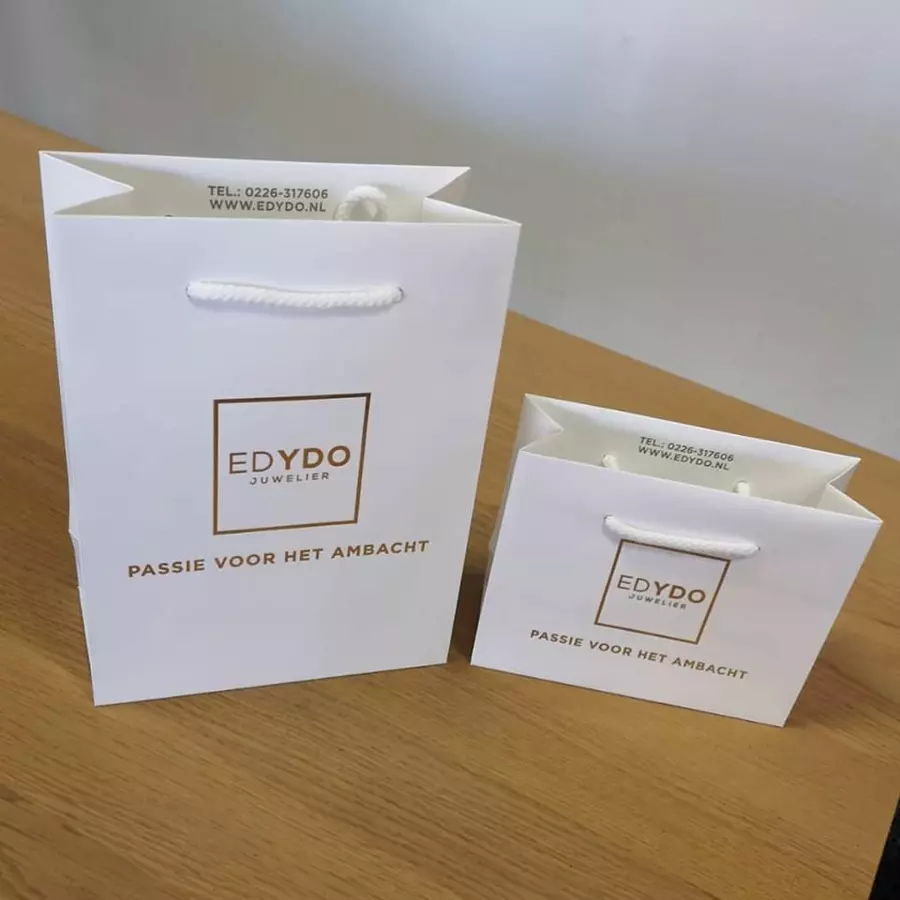 TEL.: 0226-317606
WWW.EDYDO.NL
EDYDO
JUWELIER
PASSIE VOOR HET AMBACHT
TEL.: 0226-317606
WWW.EDYDO.NL
EDYDO
JUWELIER
PASSIE VOOR HET AMBACHT